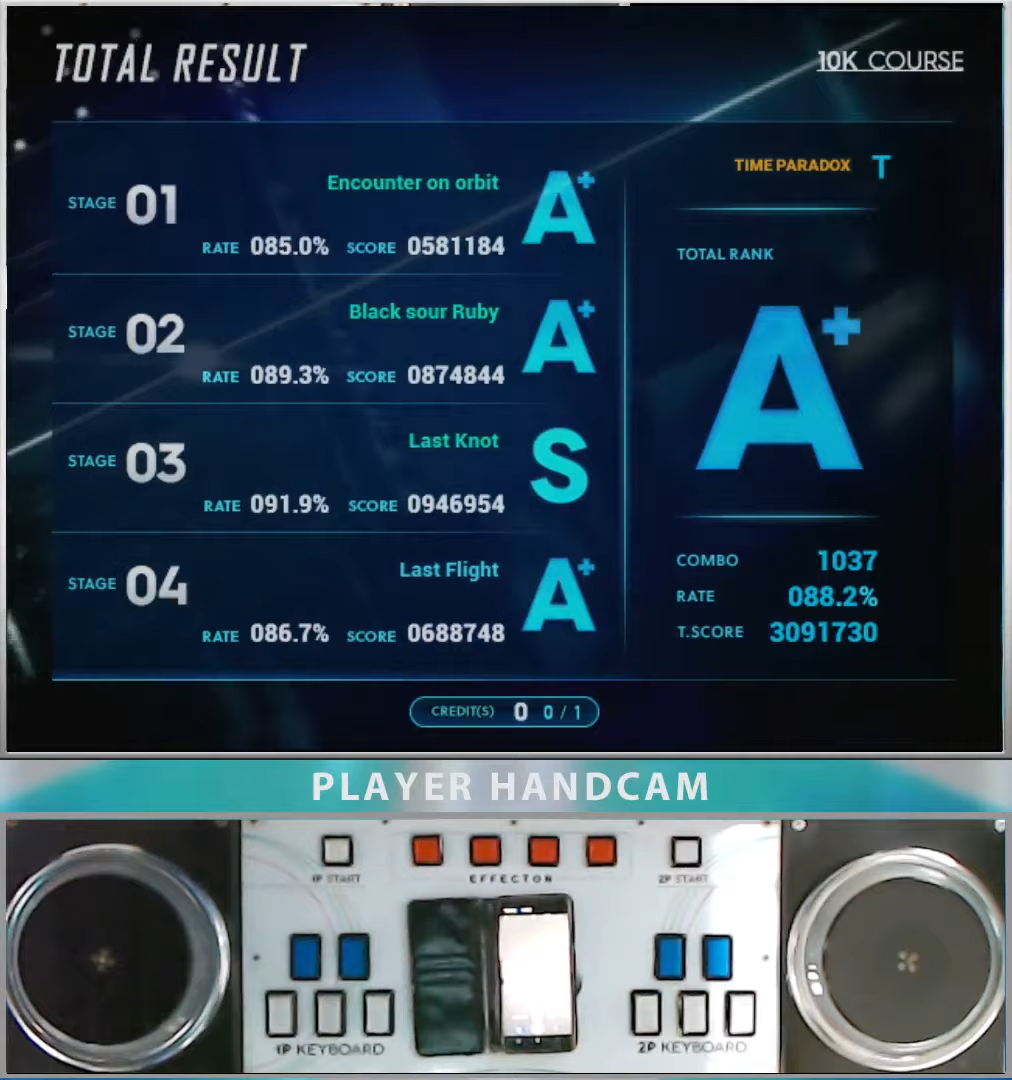 TOTAL RESULT
10K COURSE
TIME PARADOX T
STAGE 01
Encounter on orbit
A+
RATE 085.0% SCORE 0581184
STAGE 02
Black sour Ruby
A+
RATE 089.3% SCORE 0874844
STAGE 03
Last Knot
S
RATE 091.9% SCORE 0946954
STAGE 04
Last Flight
A+
RATE 086.7% SCORE 0688748
TOTAL RANK
A+
COMBO 1037
RATE 088.2%
T.SCORE 3091730
CREDIT(S) 0 0 / 1
PLAYER HANDCAM
1P START
EFFECTOR
2P START
1P KEYBOARD
2P KEYBOARD